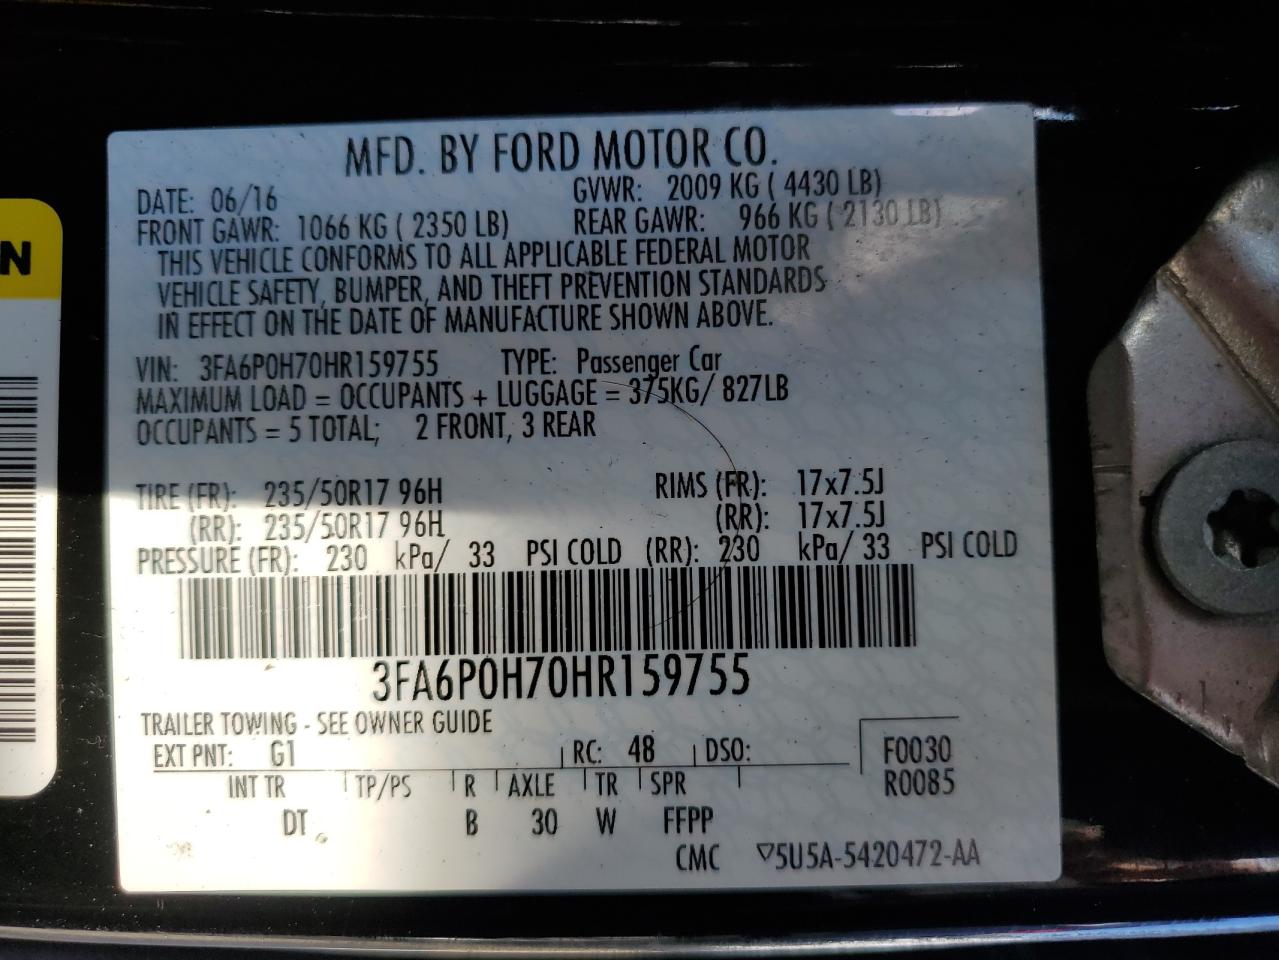 MFD. BY FORD MOTOR CO.
DATE: 06/16 GVWR: 2009 KG ( 4430 LB)
FRONT GAWR: 1066 KG ( 2350 LB) REAR GAWR: 966 KG ( 2130 LB)
THIS VEHICLE CONFORMS TO ALL APPLICABLE FEDERAL MOTOR
VEHICLE SAFETY, BUMPER, AND THEFT PREVENTION STANDARDS
IN EFFECT ON THE DATE OF MANUFACTURE SHOWN ABOVE.
VIN: 3FA6P0H70HR159755 TYPE: Passenger Car
MAXIMUM LOAD = OCCUPANTS + LUGGAGE = 375KG/ 827LB
OCCUPANTS = 5 TOTAL; 2 FRONT, 3 REAR
TIRE (FR): 235/50R17 96H RIMS (FR): 17x7.5J
(RR): 235/50R17 96H (RR): 17x7.5J
PRESSURE (FR): 230 kPa/ 33 PSI COLD (RR): 230 kPa/ 33 PSI COLD
3FA6P0H70HR159755
TRAILER TOWING - SEE OWNER GUIDE
EXT PNT: G1 RC: 48 DSO: F0030
R0085
INT TR TP/PS R AXLE TR SPR
DT B 30 W FFPP
CMC 5U5A-5420472-AA
N